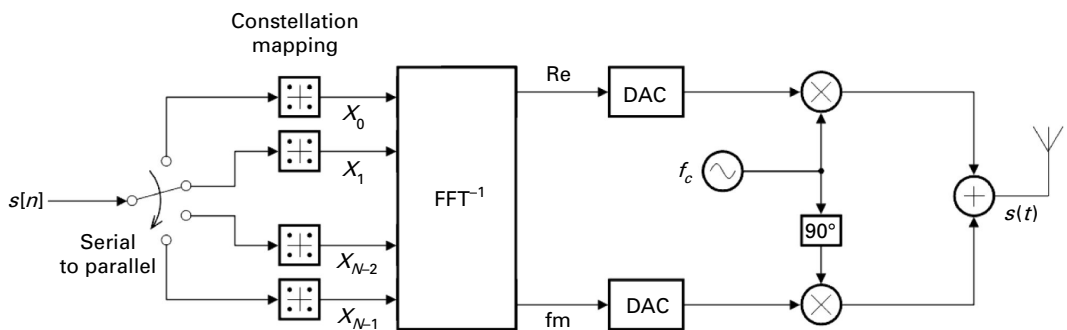 Constellation
mapping
s[n]
Serial
to parallel
X0
X1
XN–2
XN–1
FFT–1
Re
fm
DAC
DAC
fc
90°
s(t)